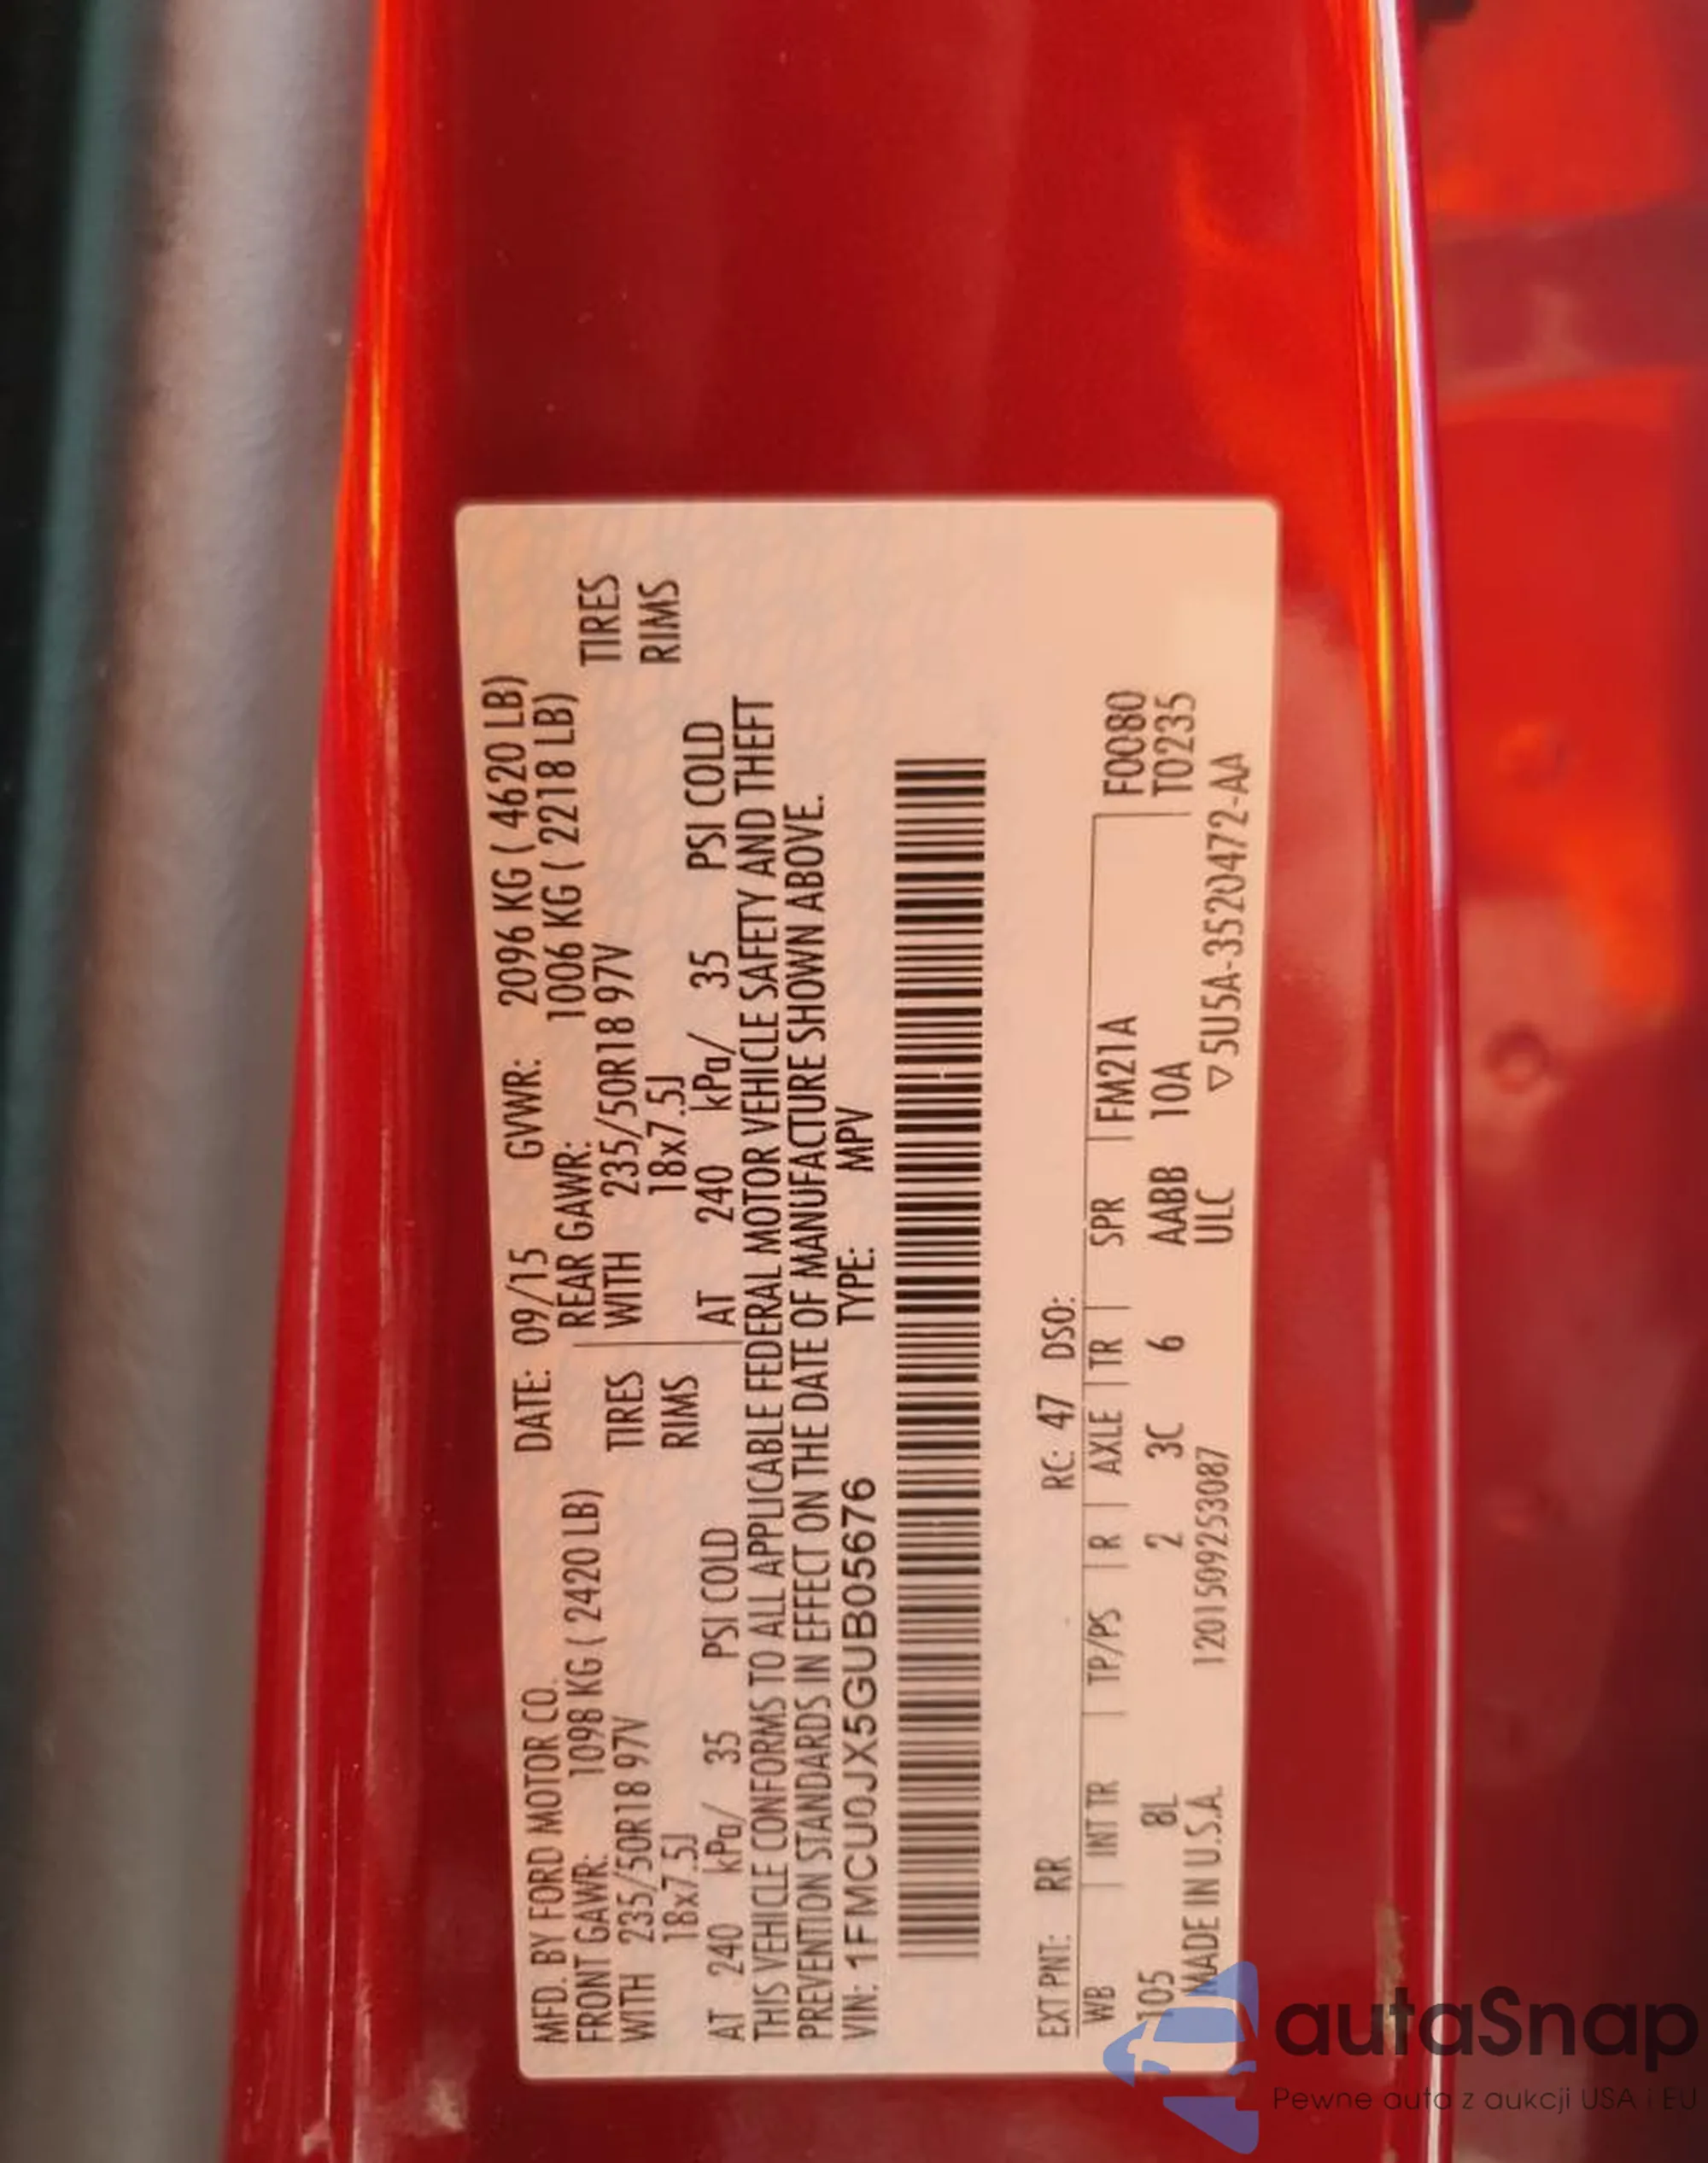 MFD. BY FORD MOTOR CO. DATE: 09/15 GVWR: 2096 KG ( 4620 LB)
FRONT GAWR: 1098 KG ( 2420 LB) REAR GAWR: 1006 KG ( 2218 LB)
WITH 235/50R18 97V TIRES WITH 235/50R18 97V TIRES
18x7.5J RIMS 18x7.5J RIMS
AT 240 kPa/ 35 PSI COLD AT 240 kPa/ 35 PSI COLD
THIS VEHICLE CONFORMS TO ALL APPLICABLE FEDERAL MOTOR VEHICLE SAFETY AND THEFT
PREVENTION STANDARDS IN EFFECT ON THE DATE OF MANUFACTURE SHOWN ABOVE.
VIN: 1FMCU0JX5GUB05676 TYPE: MPV
EXT PNT: RR RC: 47 DSO:
WB | INT TR | TP/PS | R | AXLE | TR | SPR | FM21A F0080
105 8L 2 3C 6 AABB 10A T0235
MADE IN U.S.A. 1201509253087 ULC ▽5U5A-3520472-AA
autaSnap
Pewne auta z aukcji USA i EU